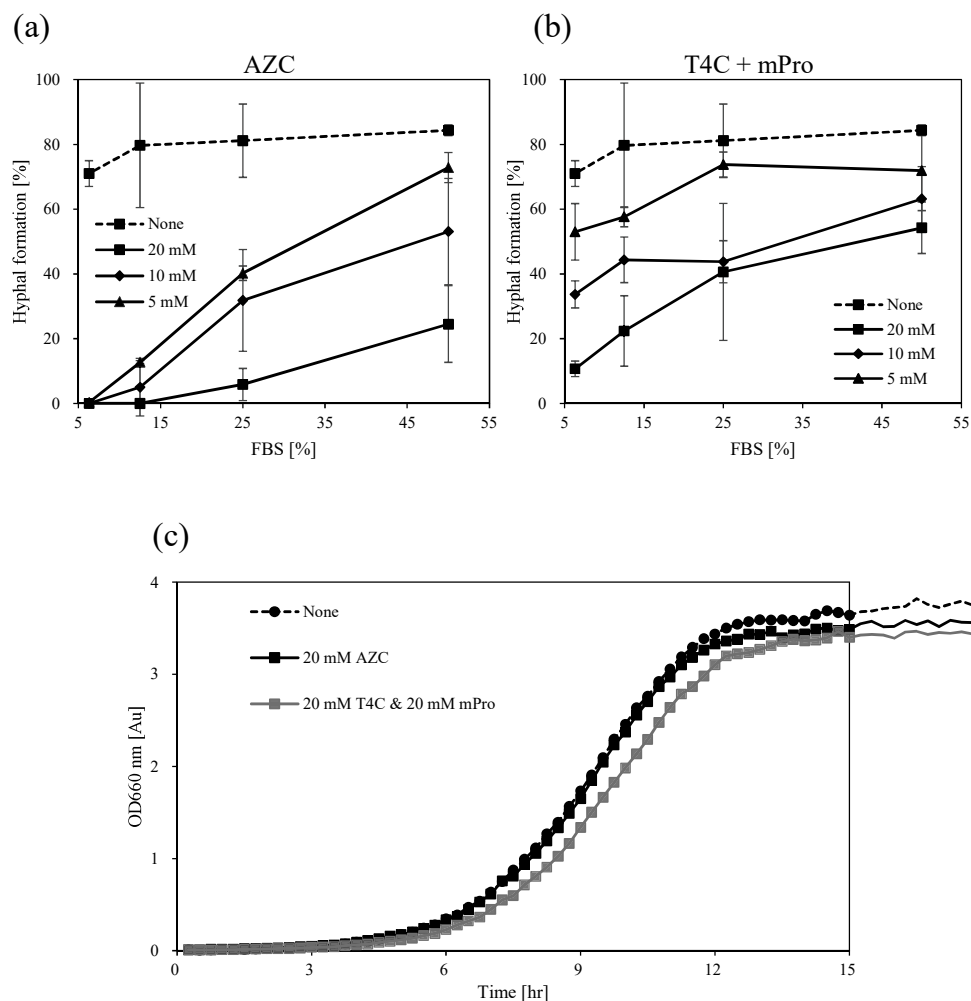 (a)
AZC
Hyphal formation [%]
100
80
60
40
20
0
None
20 mM
10 mM
5 mM
5
15
25
35
45
55
FBS [%]
(b)
T4C + mPro
Hyphal formation [%]
100
80
60
40
20
0
None
20 mM
10 mM
5 mM
5
15
25
35
45
55
FBS [%]
(c)
OD660 nm [Au]
4
3
2
1
0
None
20 mM AZC
20 mM T4C & 20 mM mPro
0
3
6
9
12
15
Time [hr]